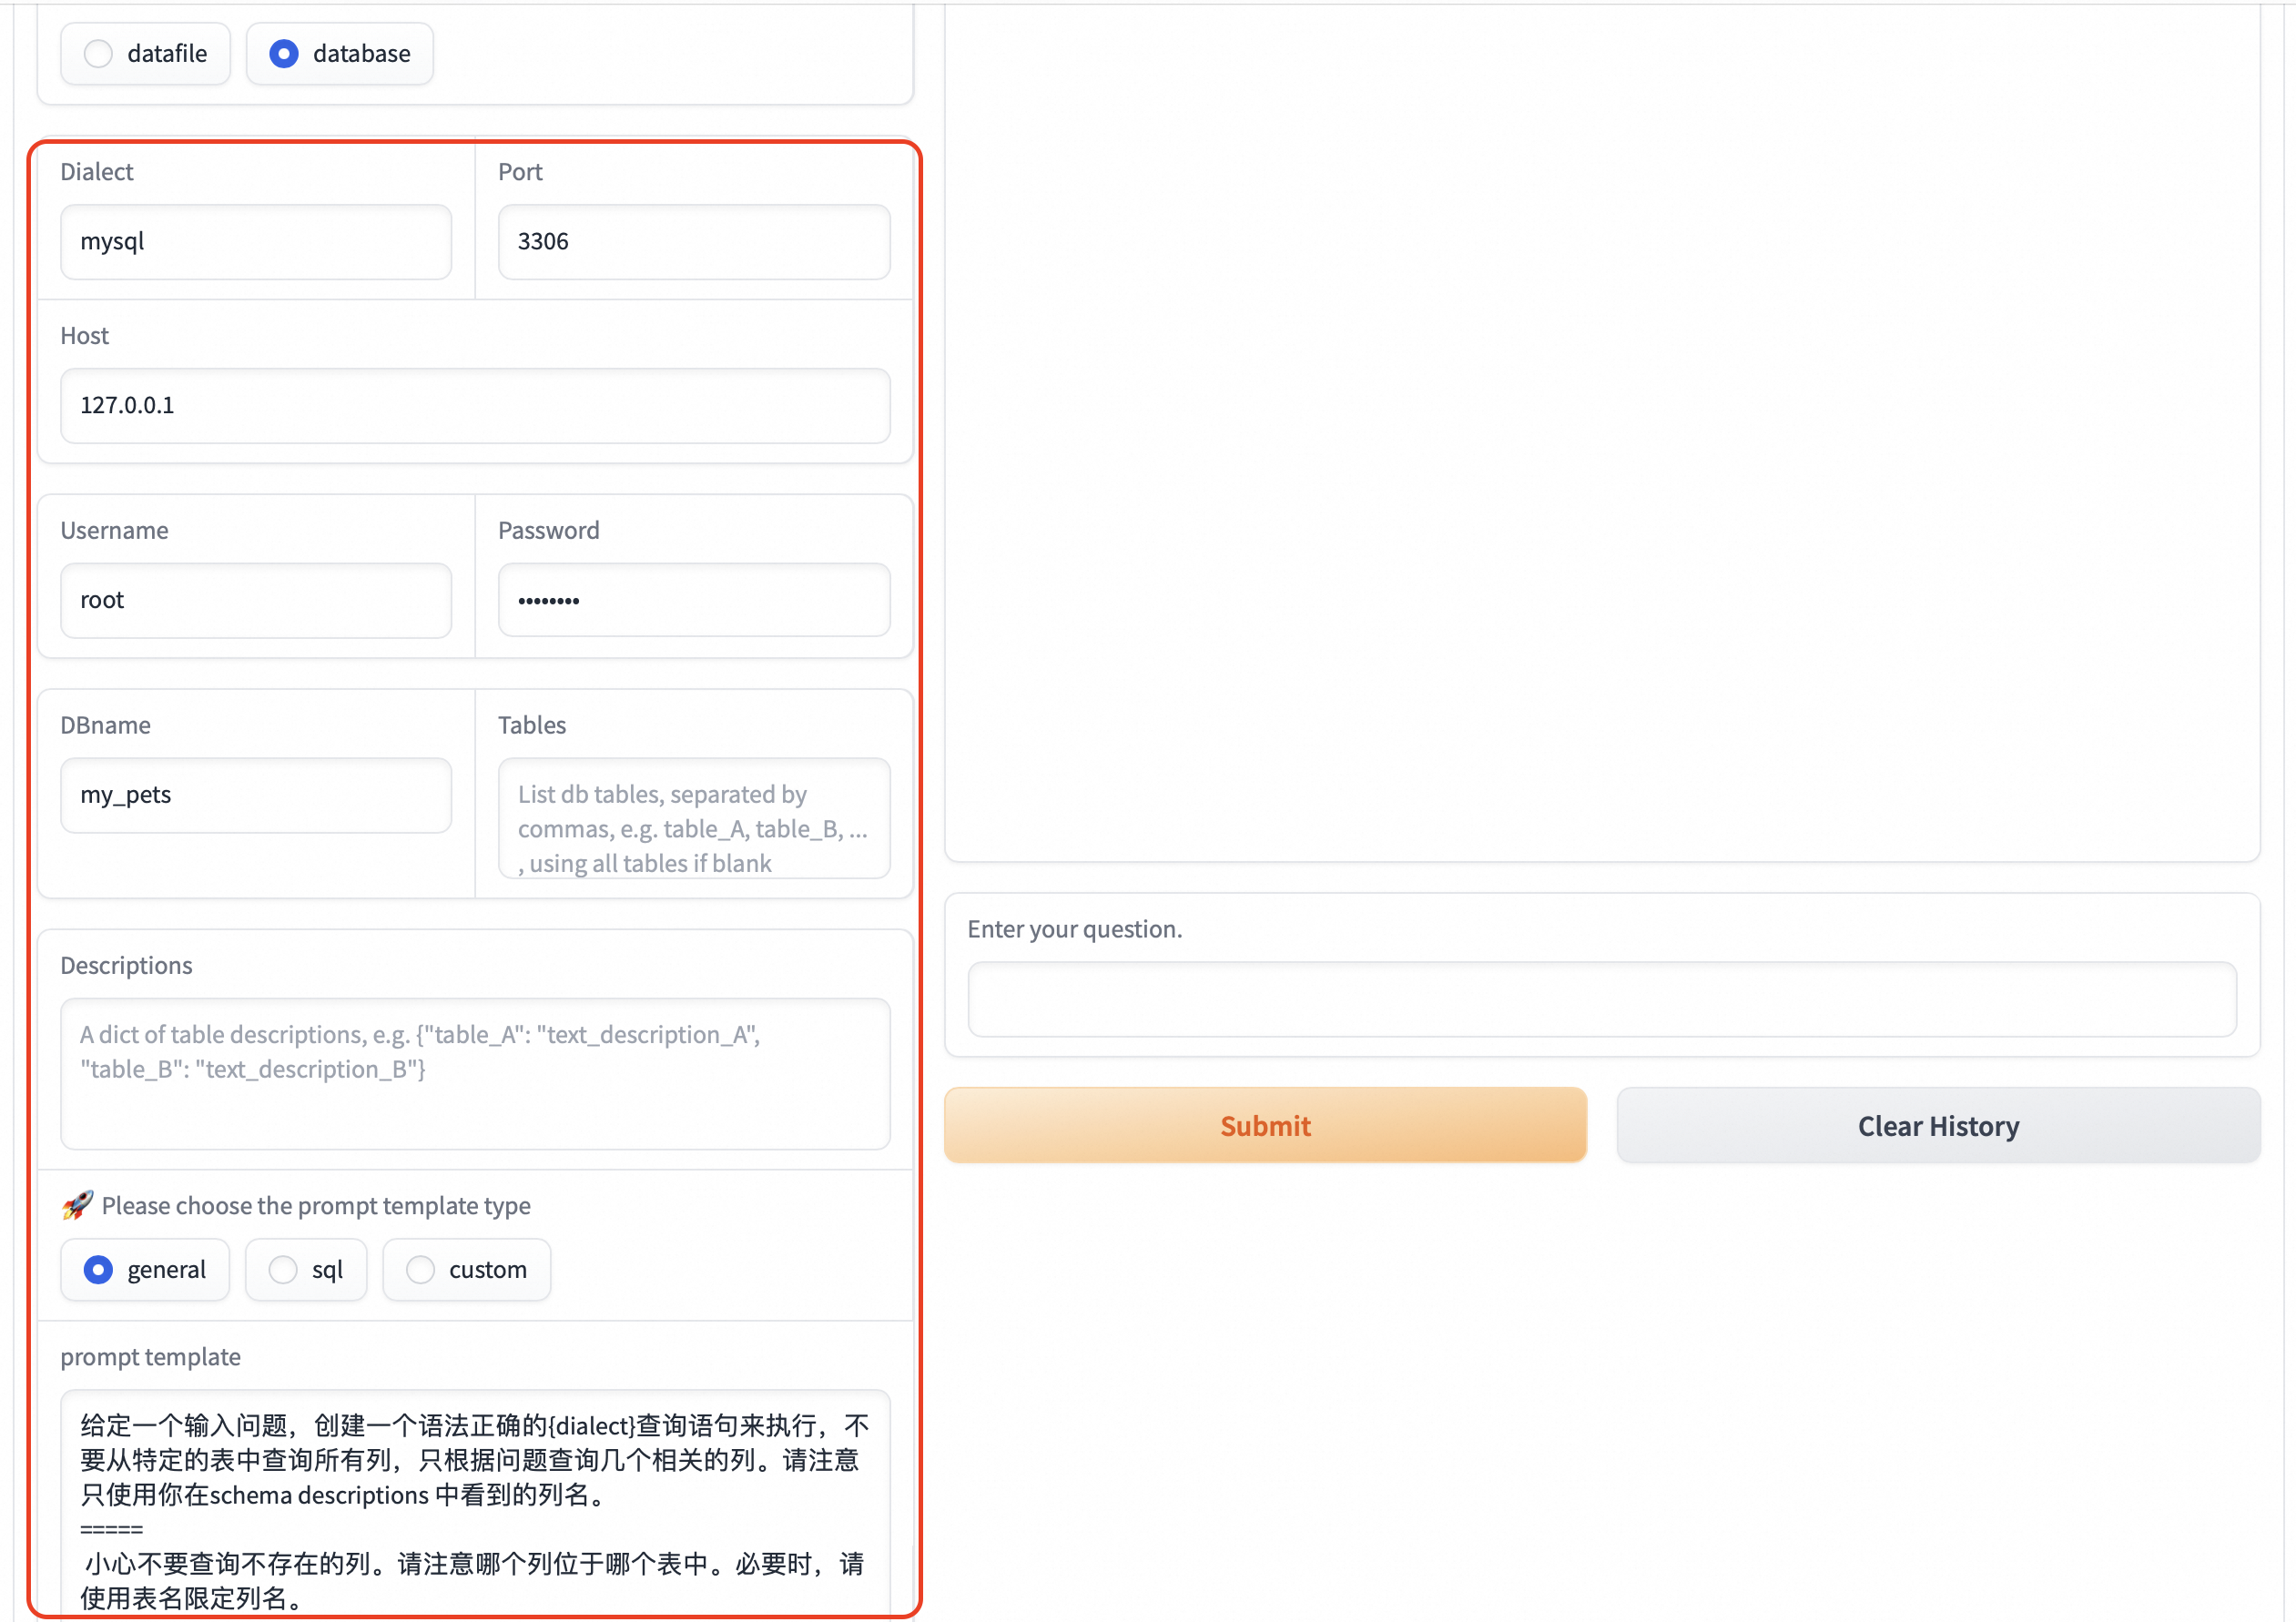 datafile
database
Dialect
Port
mysql
3306
Host
127.0.0.1
Username
Password
root
••••••••
DBname
Tables
my_pets
List db tables, separated by
commas, e.g. table_A, table_B, ...
, using all tables if blank
Descriptions
A dict of table descriptions, e.g. {"table_A": "text_description_A",
"table_B": "text_description_B"}
🚀 Please choose the prompt template type
general
sql
custom
prompt template
给定一个输入问题，创建一个语法正确的{dialect}查询语句来执行，不
要从特定的表中查询所有列，只根据问题查询几个相关的列。请注意
只使用你在schema descriptions 中看到的列名。
=====
小心不要查询不存在的列。请注意哪个列位于哪个表中。必要时，请
使用表名限定列名。
Enter your question.
Submit
Clear History